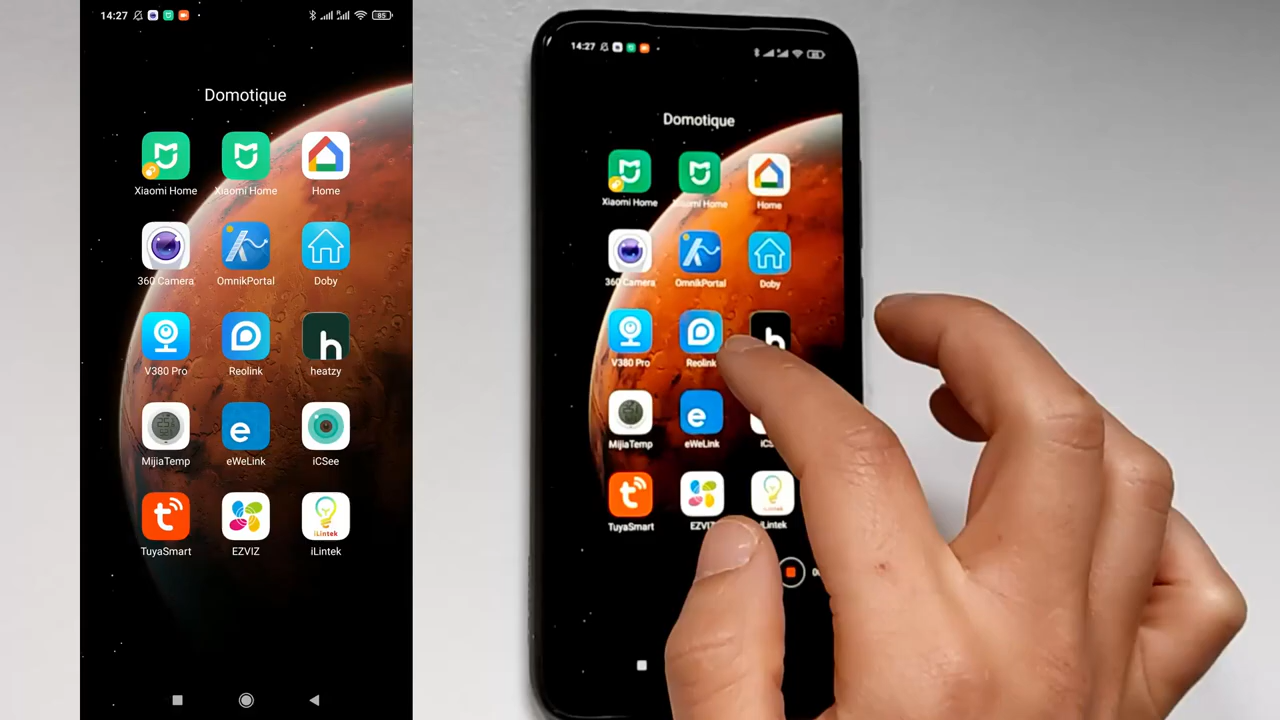 14:27
85
Domotique
Xiaomi Home
Xiaomi Home
Home
360 Camera
OmnikPortal
Doby
V380 Pro
Reolink
h
heatzy
MijiaTemp
e
eWeLink
iCSee
t
TuyaSmart
EZVIZ
iLintek
iLintek
14:27
Domotique
Xiaomi Home
Xiaomi Home
Home
360 Camera
OmnikPortal
Doby
V380 Pro
Reolink
h
MijiaTemp
e
eWeLink
t
TuyaSmart